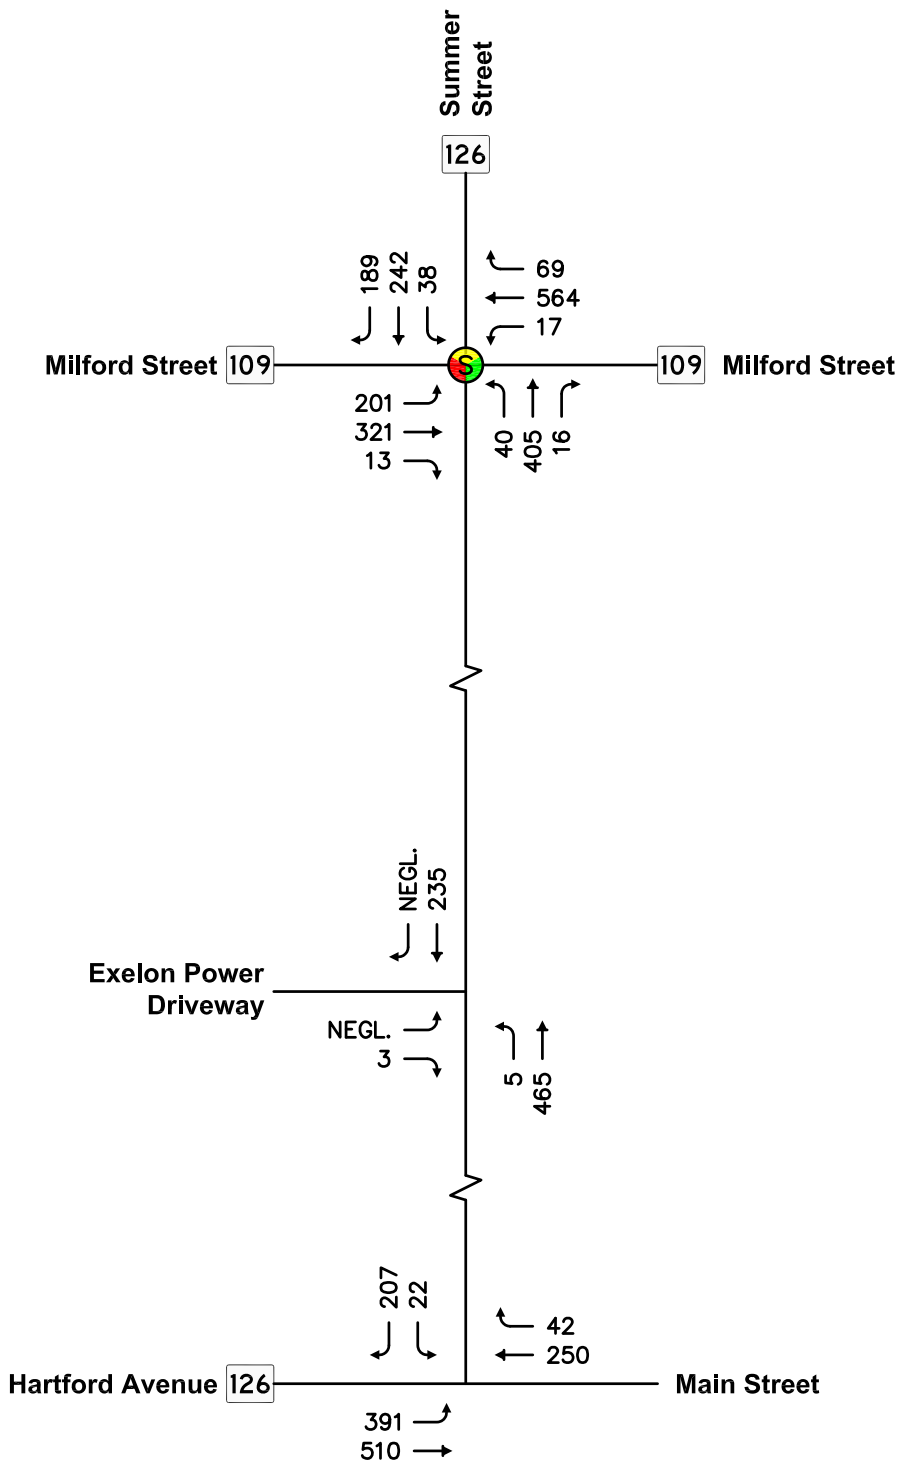 Summer
Street
126
189
242
38
69
564
17
Milford Street
109
S
109
Milford Street
201
321
13
40
405
16
NEGL.
235
Exelon Power
Driveway
NEGL.
3
5
465
207
22
42
250
Hartford Avenue
126
Main Street
391
510